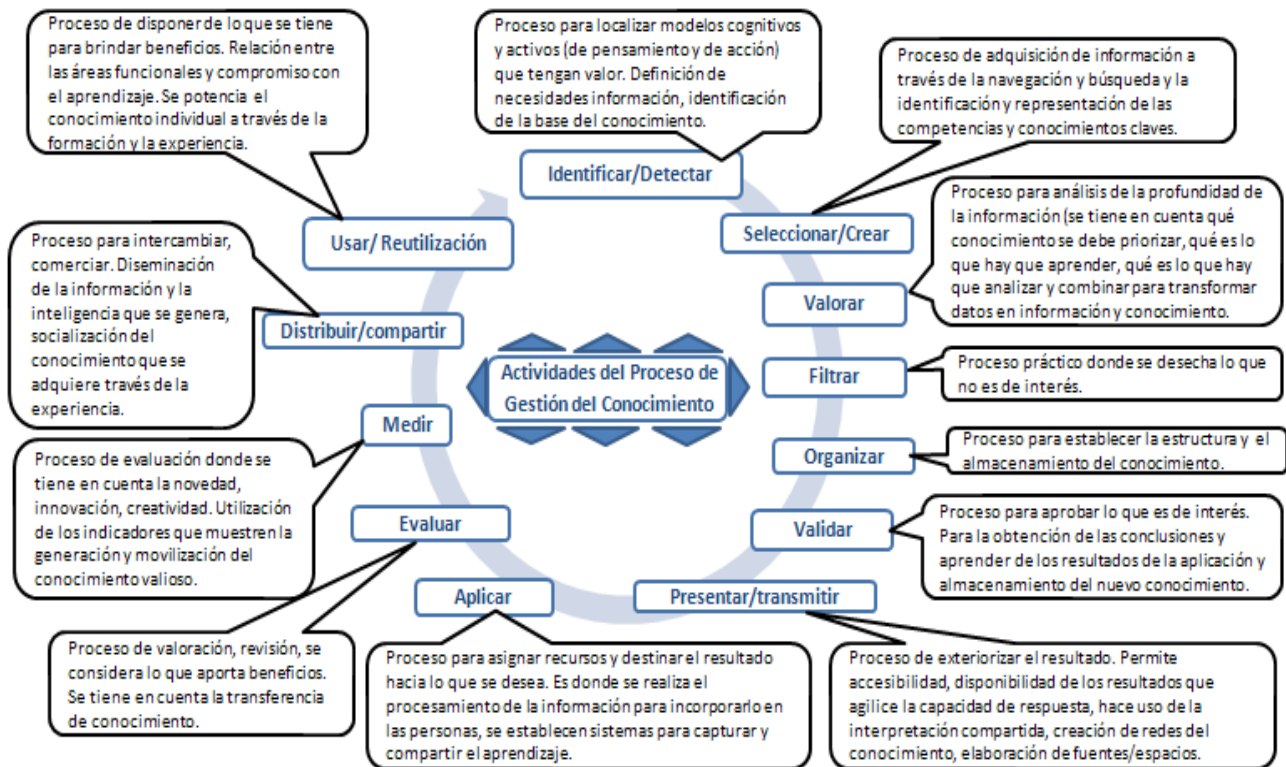 Proceso de disponer de lo que se tiene
para brindar beneficios. Relación entre
las áreas funcionales y compromiso con
el aprendizaje. Se potencia el
conocimiento individual a través de la
formación y la experiencia.
Proceso para localizar modelos cognitivos
y activos (de pensamiento y de acción)
que tengan valor. Definición de
necesidades información, identificación
de la base del conocimiento.
Proceso de adquisición de información a
través de la navegación y búsqueda y la
identificación y representación de las
competencias y conocimientos claves.
Identificar/Detectar
Seleccionar/Crear
Usar/ Reutilización
Proceso para análisis de la profundidad de
la información (se tiene en cuenta qué
conocimiento se debe priorizar, qué es lo
que hay que aprender, qué es lo que hay
que analizar y combinar para transformar
datos en información y conocimiento.
Valorar
Proceso para intercambiar,
comerciar. Diseminación
de la información y la
inteligencia que se genera,
socialización del
conocimiento que se
adquiere través de la
experiencia.
Distribuir/compartir
Actividades del Proceso de
Gestión del Conocimiento
Filtrar
Proceso práctico donde se desecha lo que
no es de interés.
Medir
Organizar
Proceso para establecer la estructura y el
almacenamiento del conocimiento.
Proceso de evaluación donde se
tiene en cuenta la novedad,
innovación, creatividad. Utilización
de los indicadores que muestren la
generación y movilización del
conocimiento valioso.
Evaluar
Validar
Proceso para aprobar lo que es de interés.
Para la obtención de las conclusiones y
aprender de los resultados de la aplicación y
almacenamiento del nuevo conocimiento.
Aplicar
Presentar/transmitir
Proceso de valoración, revisión, se
considera lo que aporta beneficios.
Se tiene en cuenta la transferencia
de conocimiento.
Proceso para asignar recursos y destinar el resultado
hacia lo que se desea. Es donde se realiza el
procesamiento de la información para incorporarlo en
las personas, se establecen sistemas para capturar y
compartir el aprendizaje.
Proceso de exteriorizar el resultado. Permite
accesibilidad, disponibilidad de los resultados que
agilice la capacidad de respuesta, hace uso de la
interpretación compartida, creación de redes del
conocimiento, elaboración de fuentes/espacios.